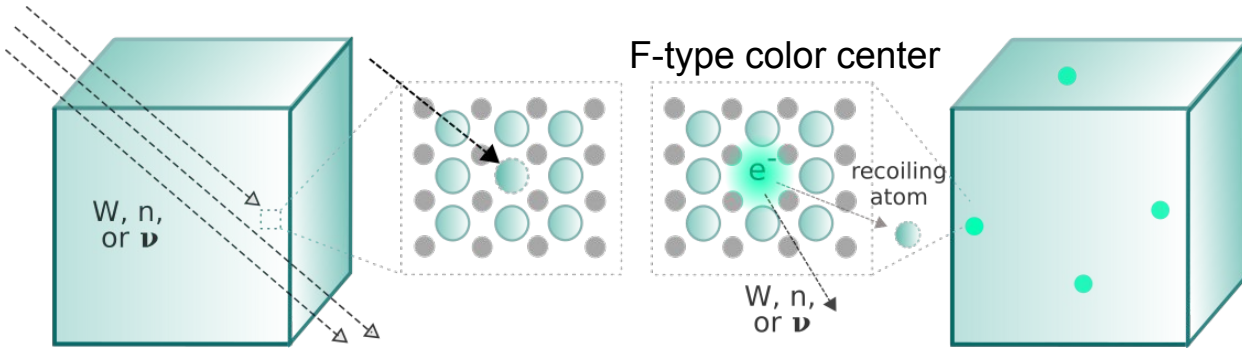 F-type color center
W, n,
or ν
e-
recoiling
atom
W, n,
or ν